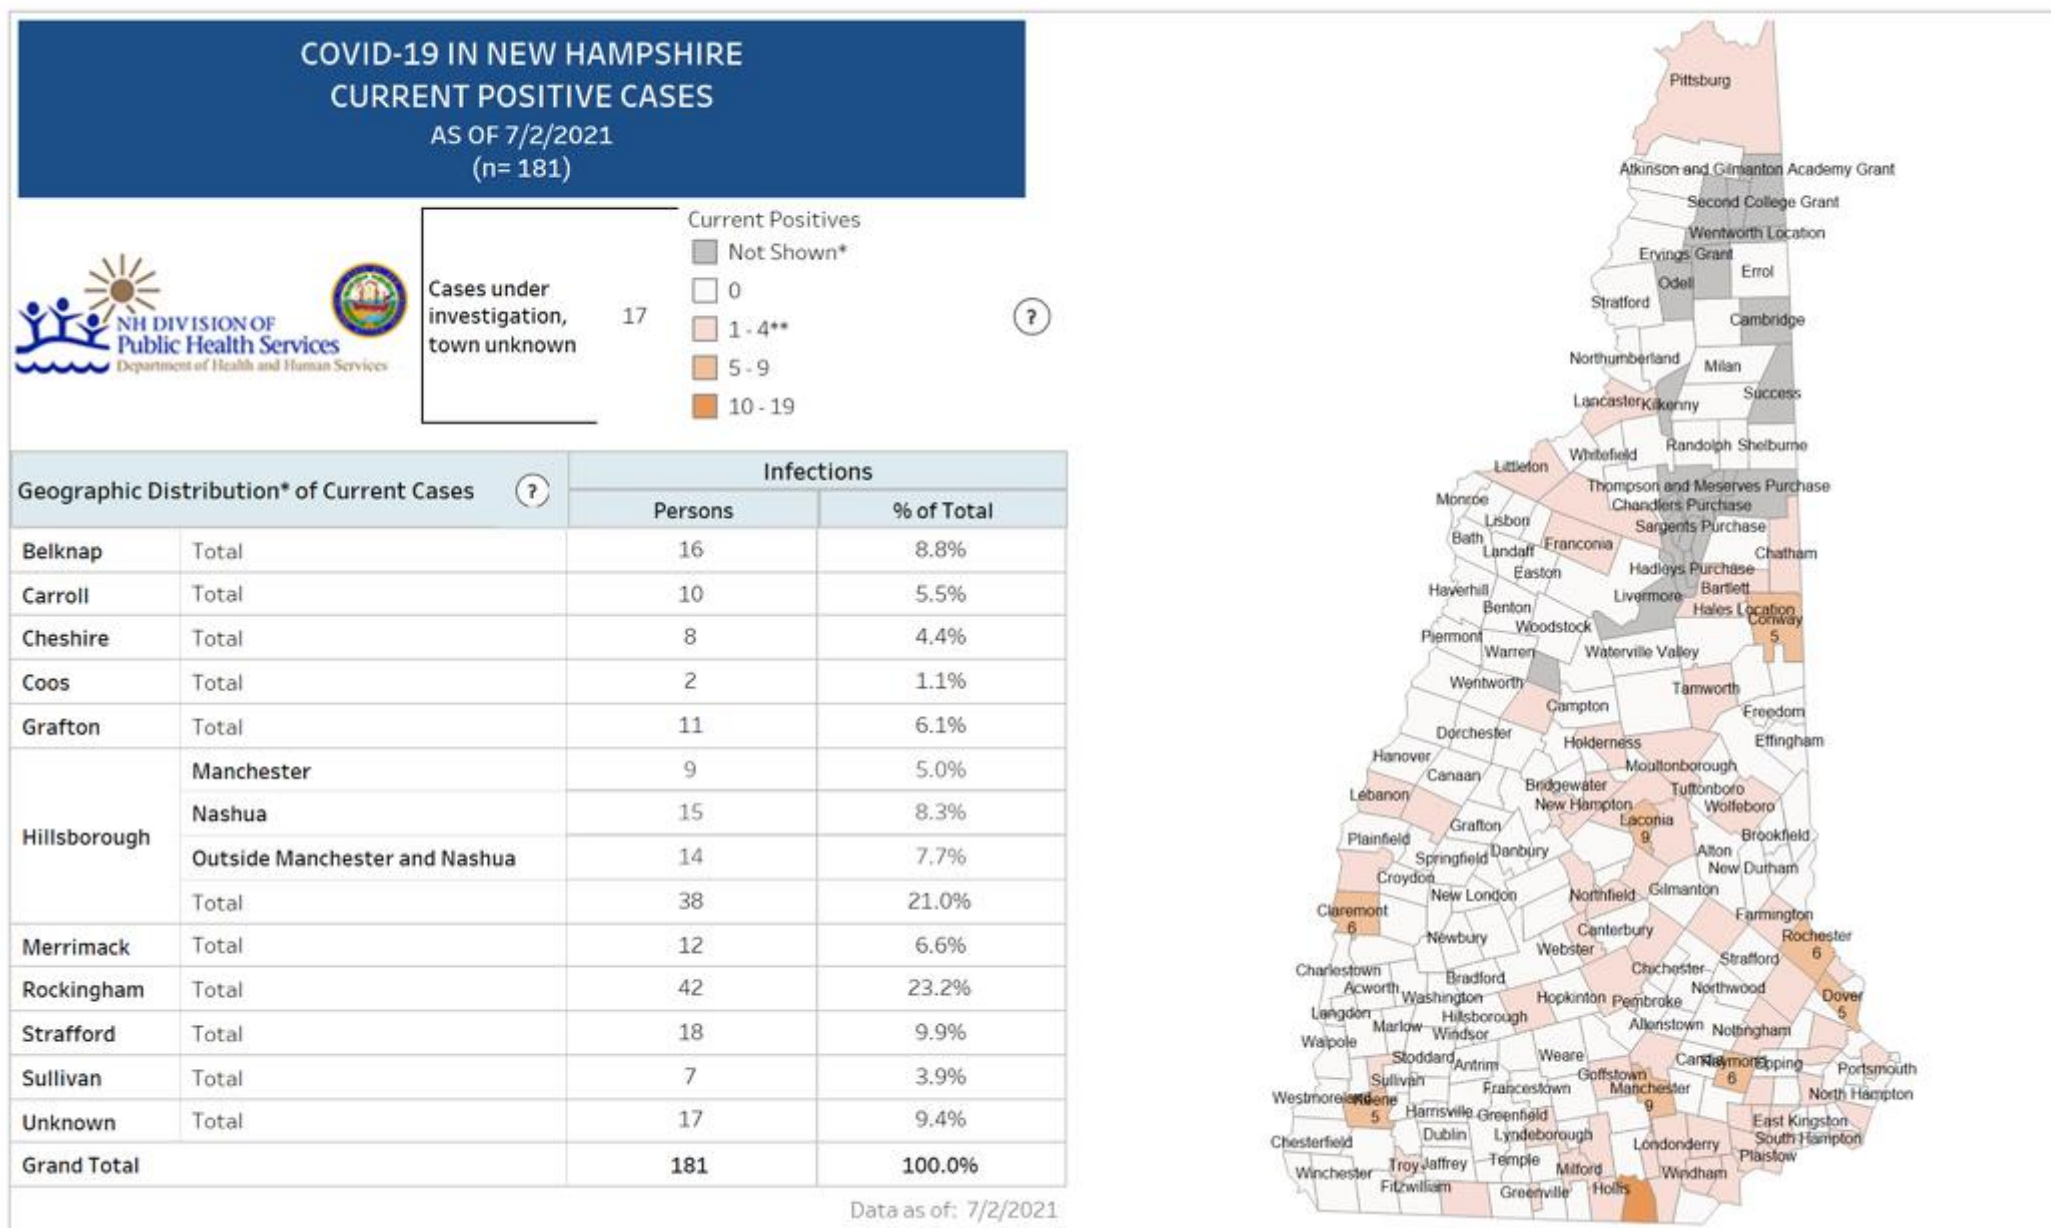 COVID-19 IN NEW HAMPSHIRE
CURRENT POSITIVE CASES
AS OF 7/2/2021
(n= 181)
NH DIVISION OF
Public Health Services
Department of Health and Human Services
Cases under
investigation,
town unknown
17
Current Positives
Not Shown*
0
1 - 4**
5 - 9
10 - 19
?
Geographic Distribution* of Current Cases ? Infections
Persons % of Total
Belknap Total 16 8.8%
Carroll Total 10 5.5%
Cheshire Total 8 4.4%
Coos Total 2 1.1%
Grafton Total 11 6.1%
Hillsborough
Manchester 9 5.0%
Nashua 15 8.3%
Outside Manchester and Nashua 14 7.7%
Total 38 21.0%
Merrimack Total 12 6.6%
Rockingham Total 42 23.2%
Strafford Total 18 9.9%
Sullivan Total 7 3.9%
Unknown Total 17 9.4%
Grand Total 181 100.0%
Data as of: 7/2/2021
Pittsburg
Atkinson and Gilmanton Academy Grant
Second College Grant
Wentworth Location
Ervings Grant
Errol
Odell
Stratford
Cambridge
Northumberland
Milan
Success
Lancaster
Kilkenny
Randolph
Shelburne
Whitefield
Littleton
Thompson and Meserves Purchase
Monroe
Chandlers Purchase
Lisbon
Sargents Purchase
Bath
Landaff
Franconia
Chatham
Easton
Hadleys Purchase
Haverhill
Livermore
Bartlett
Benton
Hales Location
Conway
5
Woodstock
Piermont
Warren
Waterville Valley
Wentworth
Tamworth
Campton
Freedom
Dorchester
Holderness
Effingham
Hanover
Moultonborough
Canaan
Bridgewater
Tuftonboro
Lebanon
New Hampton
Wolfeboro
Laconia
9
Grafton
Plainfield
Brookfield
Springfield
Danbury
Alton
New Durham
Croydon
New London
Northfield
Gilmanton
Claremont
6
Farmington
Canterbury
Rochester
6
Newbury
Webster
Strafford
Charlestown
Bradford
Chichester
Acworth
Washington
Hopkinton
Pembroke
Northwood
Dover
5
Langdon
Hillsborough
Marlow
Windsor
Allenstown
Nottingham
Walpole
Stoddard
Antrim
Weare
Candia
Raymond
6
Epping
Portsmouth
Sullivan
Francestown
Goffstown
Manchester
9
North Hampton
Westmoreland
Keene
5
Harrisville
Greenfield
East Kingston
Chesterfield
Dublin
Lyndeborough
Londonderry
South Hampton
Plaistow
Winchester
Troy
Jaffrey
Temple
Milford
Windham
Fitzwilliam
Greenville
Hollis